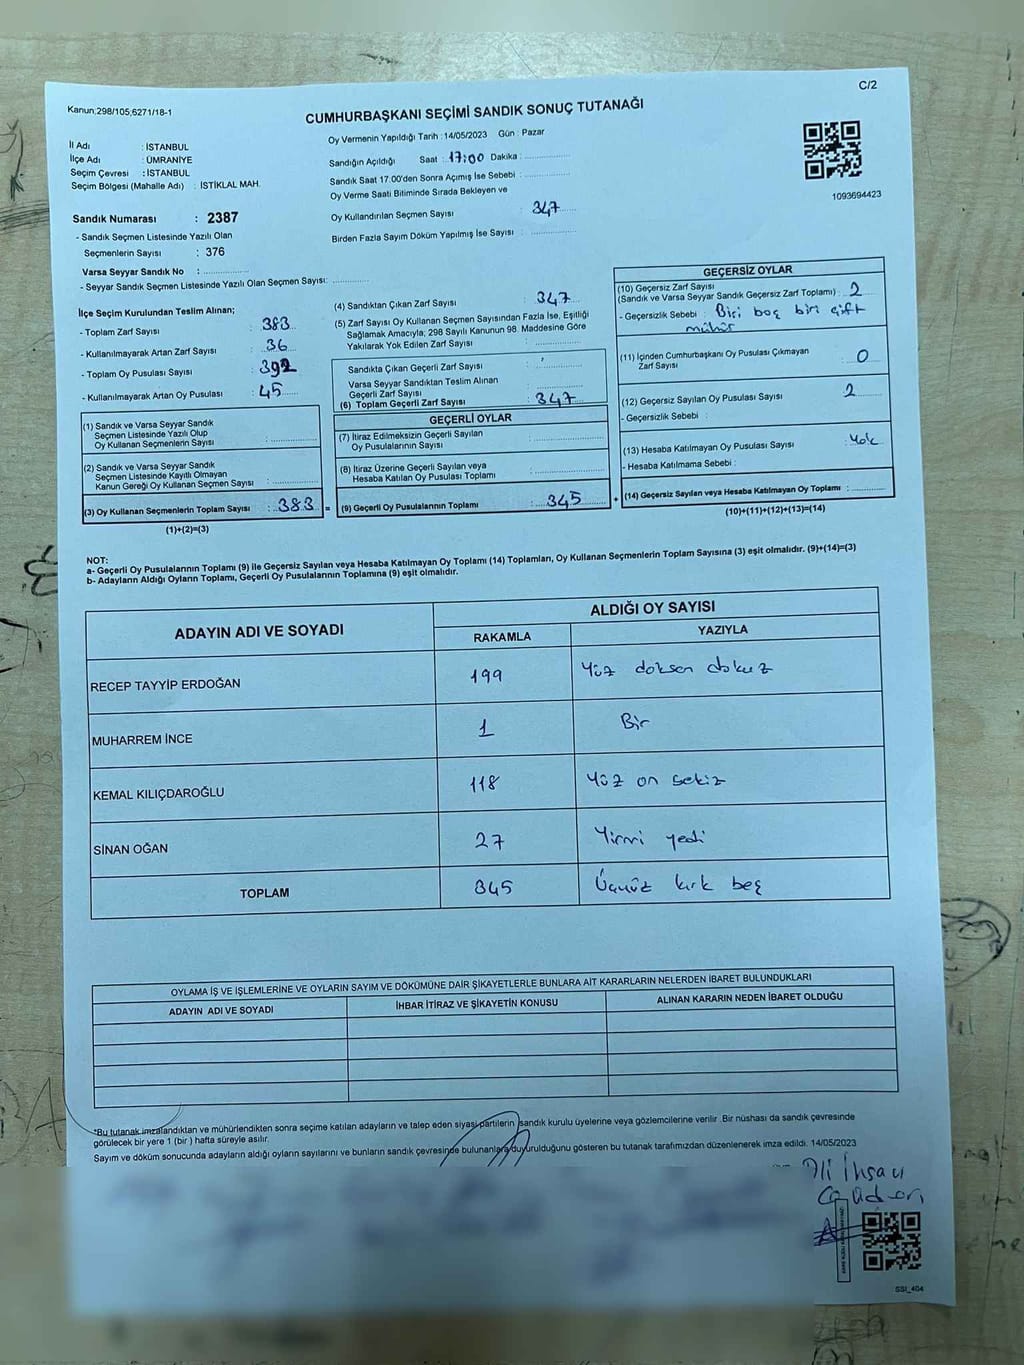 C/2
Kanun:298/105;6271/18-1
CUMHURBAŞKANI SEÇİMİ SANDIK SONUÇ TUTANAĞI
Oy Vermenin Yapıldığı Tarih : 14/05/2023 Gün : Pazar
İl Adı : İSTANBUL
İlçe Adı : ÜMRANİYE
Seçim Çevresi : İSTANBUL
Seçim Bölgesi (Mahalle Adı) : İSTİKLAL MAH.
Sandığın Açıldığı Saat : 17:00 Dakika :
Sandık Saat 17:00'den Sonra Açımış İse Sebebi :
Oy Verme Saati Bitiminde Sırada Bekleyen ve
Oy Kullandırılan Seçmen Sayısı : 347
Birden Fazla Sayım Döküm Yapılmış İse Sayısı :
1093694423
Sandık Numarası : 2387
- Sandık Seçmen Listesinde Yazılı Olan
Seçmenlerin Sayısı : 376
Varsa Seyyar Sandık No :
- Seyyar Sandık Seçmen Listesinde Yazılı Olan Seçmen Sayısı:
İlçe Seçim Kurulundan Teslim Alınan;
- Toplam Zarf Sayısı : 383
- Kullanılmayarak Artan Zarf Sayısı : 36
- Toplam Oy Pusulası Sayısı : 392
- Kullanılmayarak Artan Oy Pusulası : 45
(1) Sandık ve Varsa Seyyar Sandık
Seçmen Listesinde Yazılı Olup
Oy Kullanan Seçmenlerin Sayısı :
(2) Sandık ve Varsa Seyyar Sandık
Seçmen Listesinde Kayıtlı Olmayan
Kanun Gereği Oy Kullanan Seçmen Sayısı :
(3) Oy Kullanan Seçmenlerin Toplam Sayısı : 383 =
(1)+(2)=(3)
(4) Sandıktan Çıkan Zarf Sayısı : 347
(5) Zarf Sayısı Oy Kullanan Seçmen Sayısından Fazla İse, Eşitliği
Sağlamak Amacıyla, 298 Sayılı Kanunun 98. Maddesine Göre
Yakılarak Yok Edilen Zarf Sayısı :
Sandıkta Çıkan Geçerli Zarf Sayısı :
Varsa Seyyar Sandıktan Teslim Alınan
Geçerli Zarf Sayısı :
(6) Toplam Geçerli Zarf Sayısı : 347
GEÇERLİ OYLAR
(7) İtiraz Edilmeksizin Geçerli Sayılan
Oy Pusulasının Sayısı :
(8) İtiraz Üzerine Geçerli Sayılan veya
Hesaba Katılan Oy Pusulası Toplamı :
(9) Geçerli Oy Pusulalarının Toplamı : 345 +
GEÇERSİZ OYLAR
(10) Geçersiz Zarf Sayısı
(Sandık ve Varsa Seyyar Sandık Geçersiz Zarf Toplamı) : 2
- Geçersizlik Sebebi : Biri boş biri çift
mühür
(11) İçinden Cumhurbaşkanı Oy Pusulası Çıkmayan
Zarf Sayısı : 0
(12) Geçersiz Sayılan Oy Pusulası Sayısı : 2
- Geçersizlik Sebebi :
(13) Hesaba Katılmayan Oy Pusulası Sayısı : Yok
- Hesaba Katılmama Sebebi :
(14) Geçersiz Sayılan veya Hesaba Katılmayan Oy Toplamı :
(10)+(11)+(12)+(13)=(14)
NOT:
a- Geçerli Oy Pusulalarının Toplamı (9) ile Geçersiz Sayılan veya Hesaba Katılmayan Oy Toplamı (14) Toplamları, Oy Kullanan Seçmenlerin Toplam Sayısına (3) eşit olmalıdır. (9)+(14)=(3)
b- Adayların Aldığı Oyların Toplamı, Geçerli Oy Pusulalarının Toplamına (9) eşit olmalıdır.
ADAYIN ADI VE SOYADI ALDIĞI OY SAYISI
RAKAMLA YAZIYLA
RECEP TAYYİP ERDOĞAN 199 Yüz doksan dokuz
MUHARREM İNCE 1 Bir
KEMAL KILIÇDAROĞLU 118 Yüz on sekiz
SİNAN OĞAN 27 Yirmi yedi
TOPLAM 345 Üçyüz kırk beş
OYLAMA İŞ VE İŞLEMLERİNE VE OYLARIN SAYIM VE DÖKÜMÜNE DAİR ŞİKAYETLERLE BUNLARA AİT KARARLARIN NELERDEN İBARET BULUNDUKLARI
ADAYIN ADI VE SOYADI İHBAR İTİRAZ VE ŞİKAYETİN KONUSU ALINAN KARARIN NEDEN İBARET OLDUĞU
*Bu tutanak imzalandıktan ve mühürlendikten sonra seçime katılan adayların ve talep eden siyasi partilerin sandık kurulu üyelerine veya gözlemcilerine verilir. Bir nüshası da sandık çevresinde
görülecek bir yere 1 (bir ) hafta süreyle asılır.
Sayım ve döküm sonucunda adayların aldığı oyların sayılarını ve bunların sandık çevresinde bulunanlara duyurulduğunu gösteren bu tutanak tarafımızdan düzenlenerek imza edildi. 14/05/2023
Ali İhsan
SSI_404